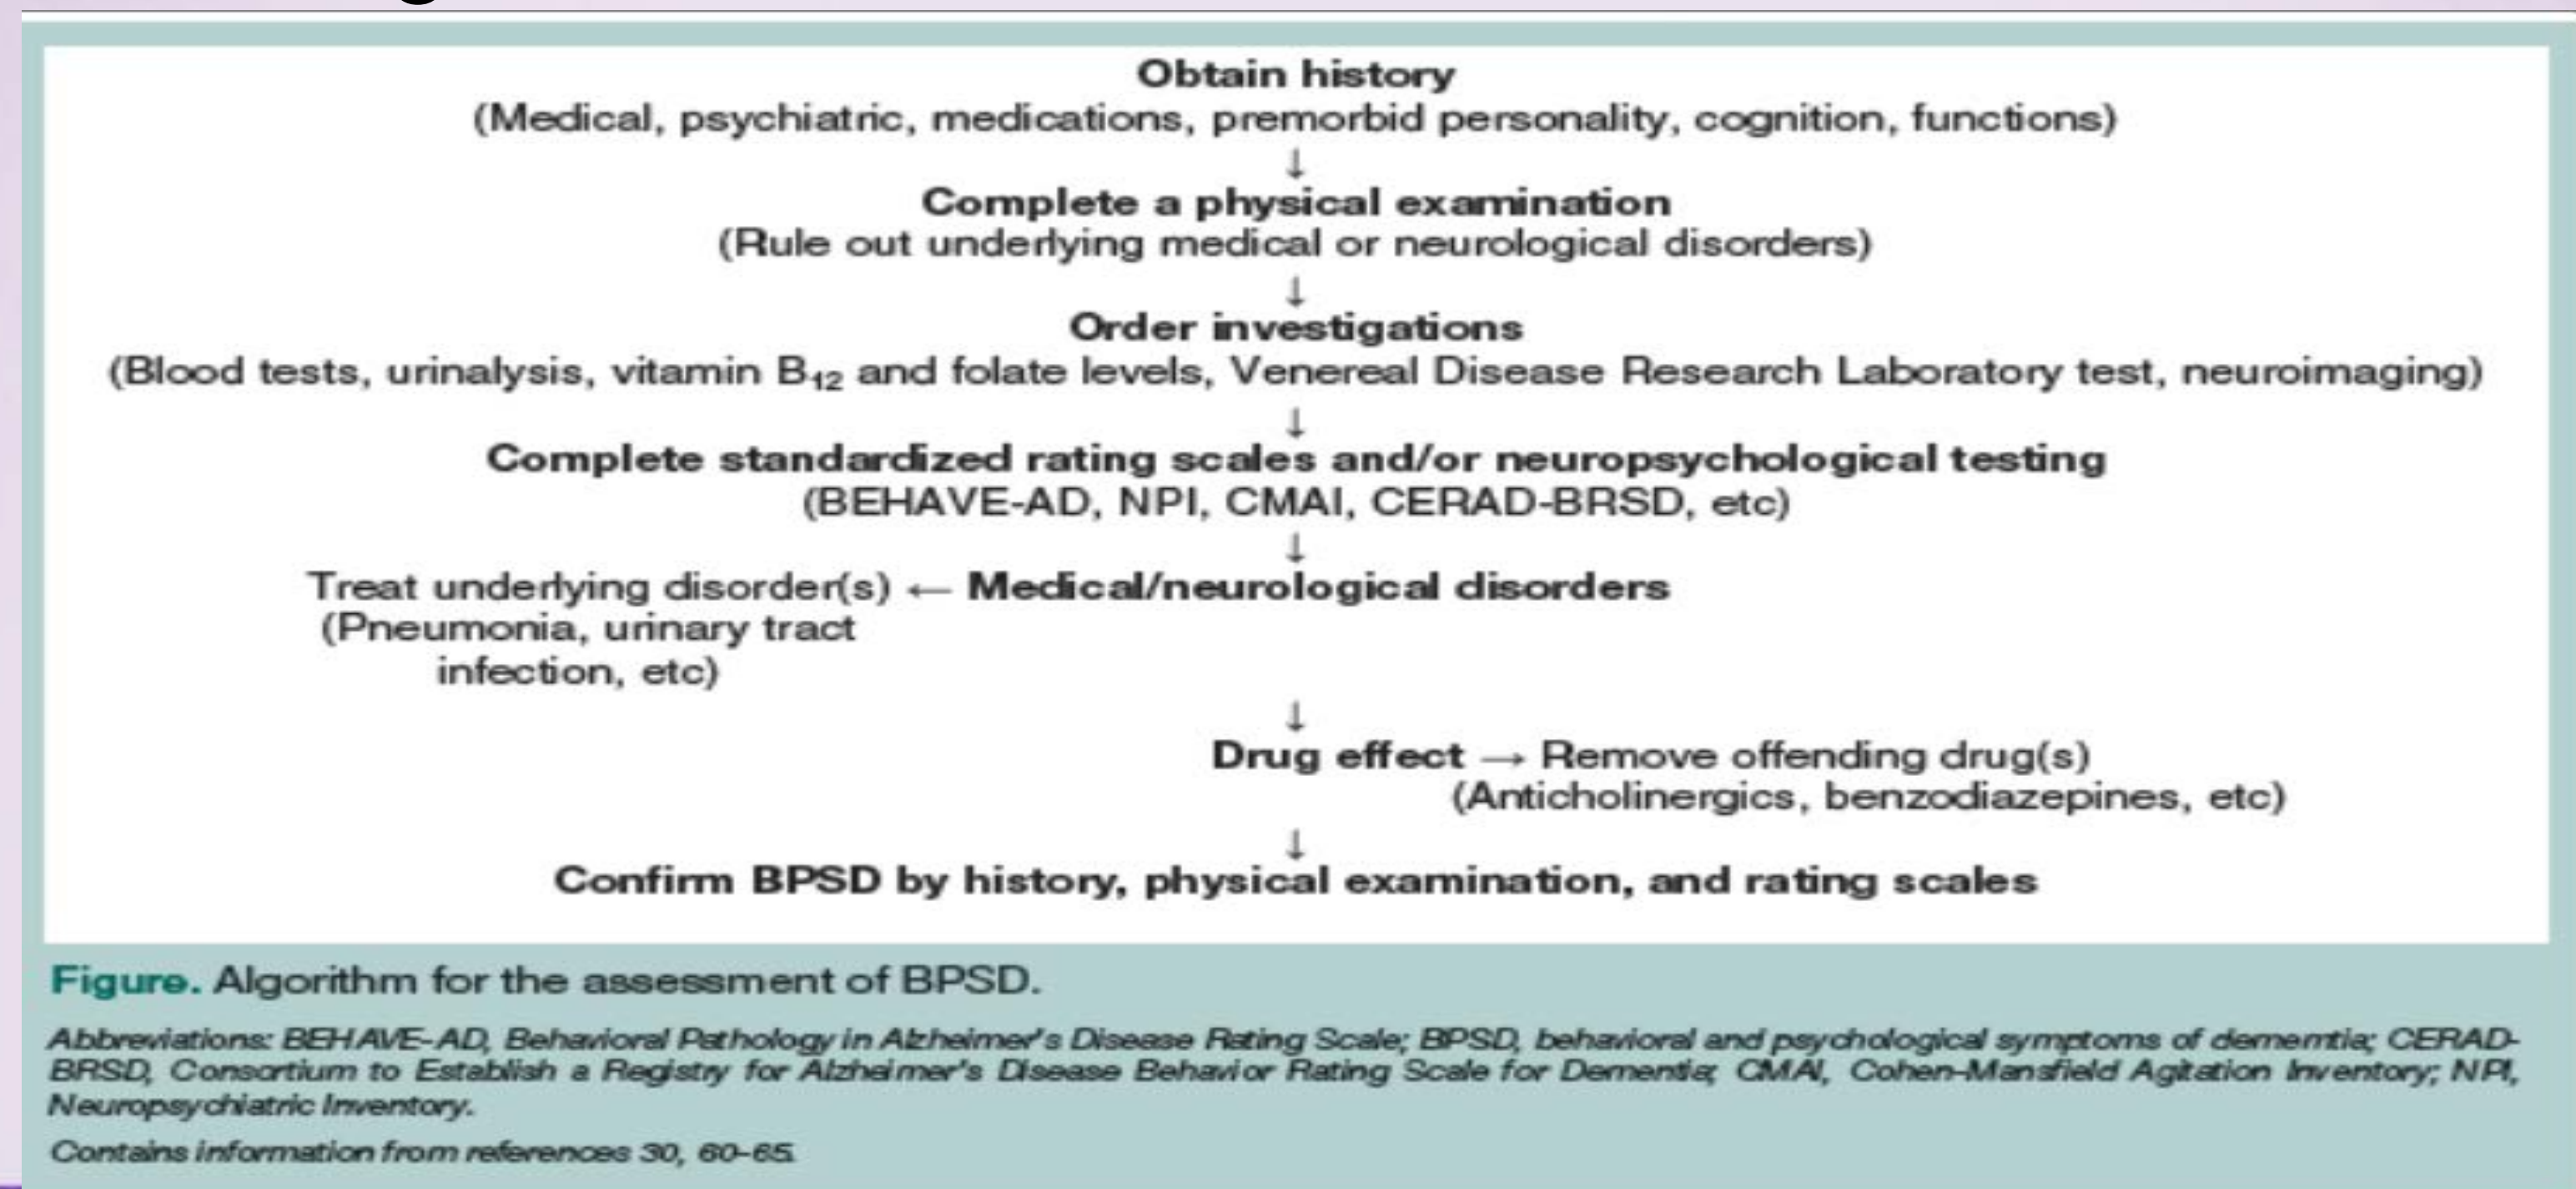 Obtain history
(Medical, psychiatric, medications, premorbid personality, cognition, functions)
↓
Complete a physical examination
(Rule out underlying medical or neurological disorders)
↓
Order investigations
(Blood tests, urinalysis, vitamin B₁₂ and folate levels, Venereal Disease Research Laboratory test, neuroimaging)
↓
Complete standardized rating scales and/or neuropsychological testing
(BEHAVE-AD, NPI, CMAI, CERAD-BRSD, etc)
↓
Treat underlying disorder(s) ← Medical/neurological disorders
(Pneumonia, urinary tract
infection, etc)
↓
Drug effect → Remove offending drug(s)
(Anticholinergics, benzodiazepines, etc)
↓
Confirm BPSD by history, physical examination, and rating scales
Figure. Algorithm for the assessment of BPSD.
Abbreviations: BEHAVE-AD, Behavioral Pathology in Alzheimer's Disease Rating Scale; BPSD, behavioral and psychological symptoms of dementia; CERAD-
BRSD, Consortium to Establish a Registry for Alzheimer's Disease Behavior Rating Scale for Dementia; CMAI, Cohen-Mansfield Agitation Inventory; NPI,
Neuropsychiatric Inventory.
Contains information from references 30, 60-65.